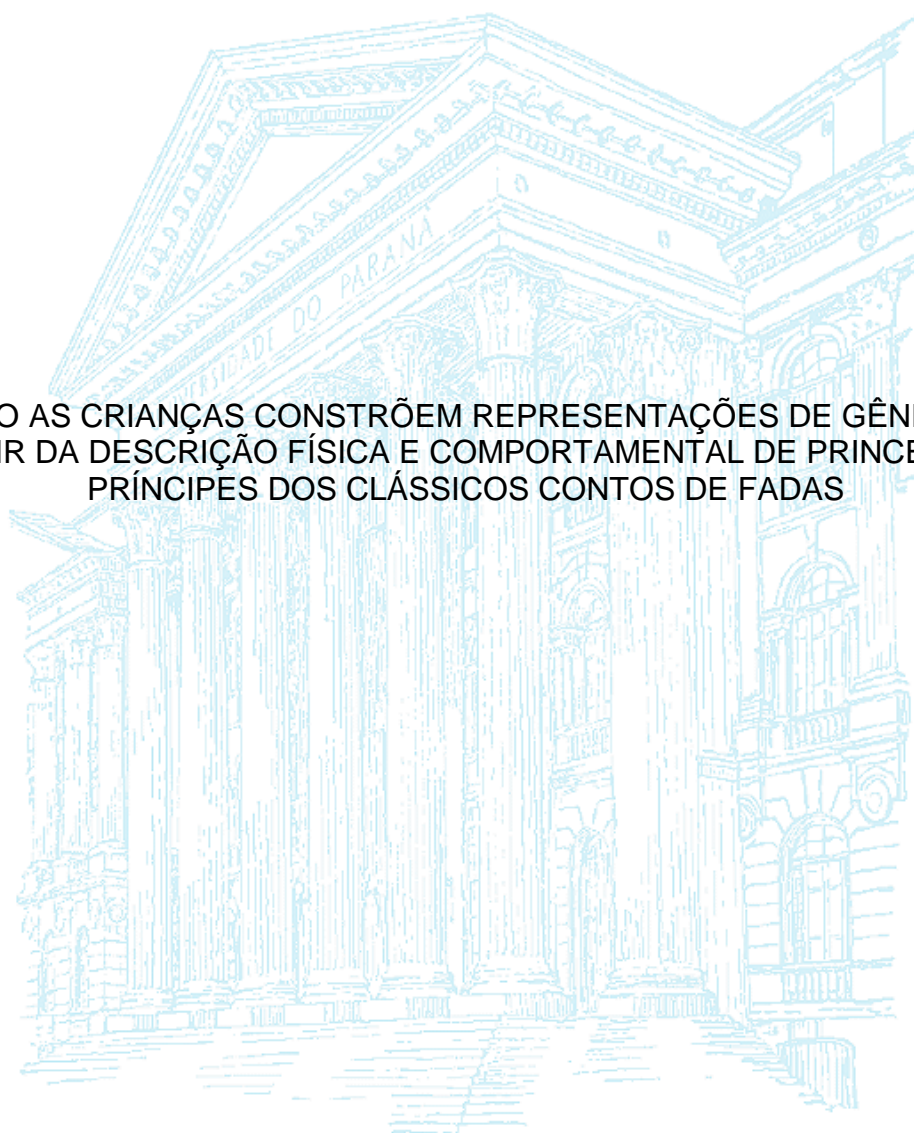 ERSIDADE DO PARANÁ
O AS CRIANÇAS CONSTRÕEM REPRESENTAÇÕES DE GÊN
IR DA DESCRIÇÃO FÍSICA E COMPORTAMENTAL DE PRINCE
PRÍNCIPES DOS CLÁSSICOS CONTOS DE FADAS